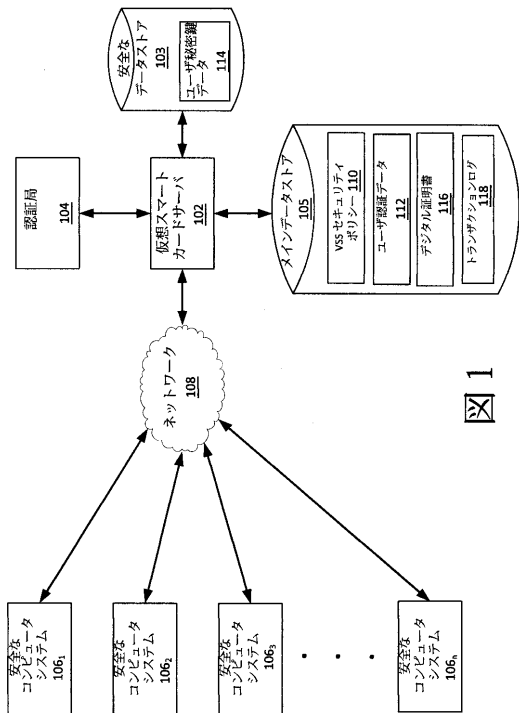 認証局
104
安全な
データストア
103
ユーザ秘密鍵
データ
114
仮想スマート
カードサーバ
102
ネットワーク
108
メインデータストア
105
VSS セキュリティ
ポリシー 110
ユーザ認証データ
112
デジタル証明書
116
トランザクションログ
118
安全な
コンピュータ
システム
106₁
安全な
コンピュータ
システム
106₂
安全な
コンピュータ
システム
106₃
安全な
コンピュータ
システム
106ₙ
図 1